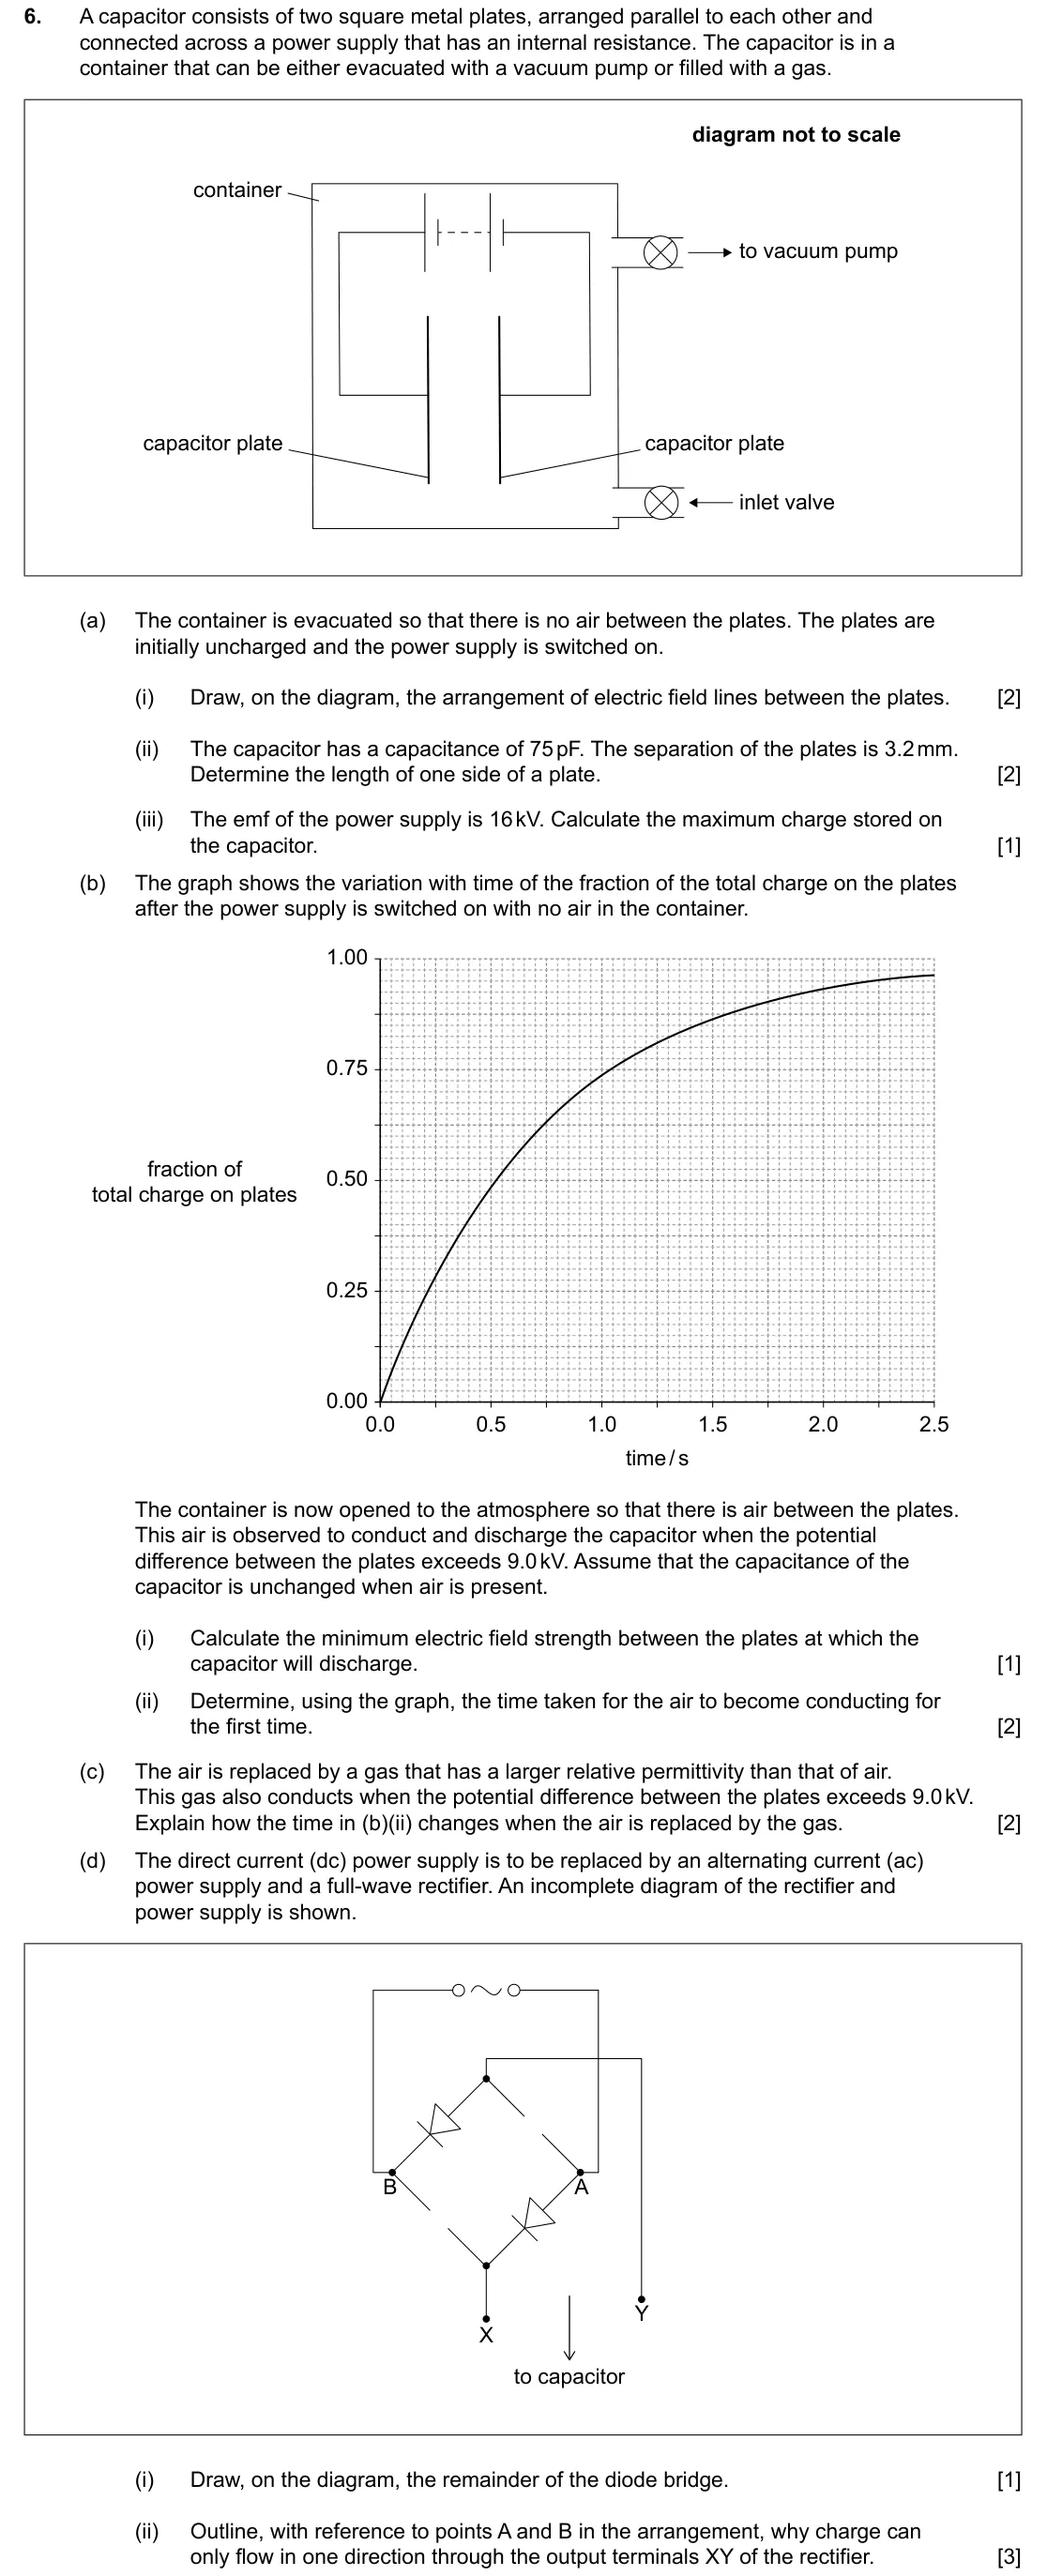 6. A capacitor consists of two square metal plates, arranged parallel to each other and
connected across a power supply that has an internal resistance. The capacitor is in a
container that can be either evacuated with a vacuum pump or filled with a gas.
diagram not to scale
container
to vacuum pump
capacitor plate
capacitor plate
inlet valve
(a) The container is evacuated so that there is no air between the plates. The plates are
initially uncharged and the power supply is switched on.
(i) Draw, on the diagram, the arrangement of electric field lines between the plates. [2]
(ii) The capacitor has a capacitance of 75 pF. The separation of the plates is 3.2 mm.
Determine the length of one side of a plate. [2]
(iii) The emf of the power supply is 16 kV. Calculate the maximum charge stored on
the capacitor. [1]
(b) The graph shows the variation with time of the fraction of the total charge on the plates
after the power supply is switched on with no air in the container.
1.00
0.75
fraction of
total charge on plates
0.50
0.25
0.00
0.0 0.5 1.0 1.5 2.0 2.5
time / s
The container is now opened to the atmosphere so that there is air between the plates.
This air is observed to conduct and discharge the capacitor when the potential
difference between the plates exceeds 9.0 kV. Assume that the capacitance of the
capacitor is unchanged when air is present.
(i) Calculate the minimum electric field strength between the plates at which the
capacitor will discharge. [1]
(ii) Determine, using the graph, the time taken for the air to become conducting for
the first time. [2]
(c) The air is replaced by a gas that has a larger relative permittivity than that of air.
This gas also conducts when the potential difference between the plates exceeds 9.0 kV.
Explain how the time in (b)(ii) changes when the air is replaced by the gas. [2]
(d) The direct current (dc) power supply is to be replaced by an alternating current (ac)
power supply and a full-wave rectifier. An incomplete diagram of the rectifier and
power supply is shown.
B
A
Y
X
to capacitor
(i) Draw, on the diagram, the remainder of the diode bridge. [1]
(ii) Outline, with reference to points A and B in the arrangement, why charge can
only flow in one direction through the output terminals XY of the rectifier. [3]